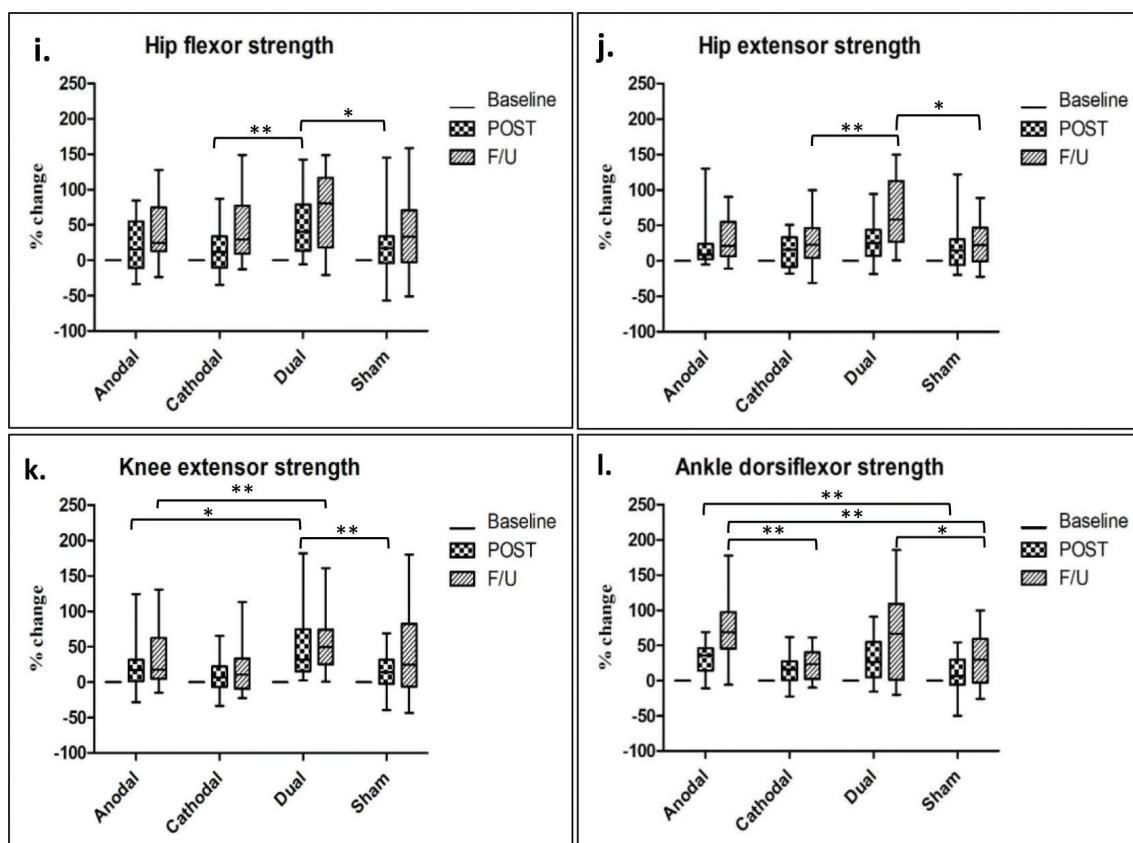 i.
Hip flexor strength
250
200
150
100
50
0
-50
-100
% change
Baseline
POST
F/U
**
*
Anodal
Cathodal
Dual
Sham
j.
Hip extensor strength
250
200
150
100
50
0
-50
-100
% change
Baseline
POST
F/U
**
*
Anodal
Cathodal
Dual
Sham
k.
Knee extensor strength
250
200
150
100
50
0
-50
-100
% change
Baseline
POST
F/U
**
*
**
Anodal
Cathodal
Dual
Sham
l.
Ankle dorsiflexor strength
250
200
150
100
50
0
-50
-100
% change
Baseline
POST
F/U
**
**
**
*
Anodal
Cathodal
Dual
Sham